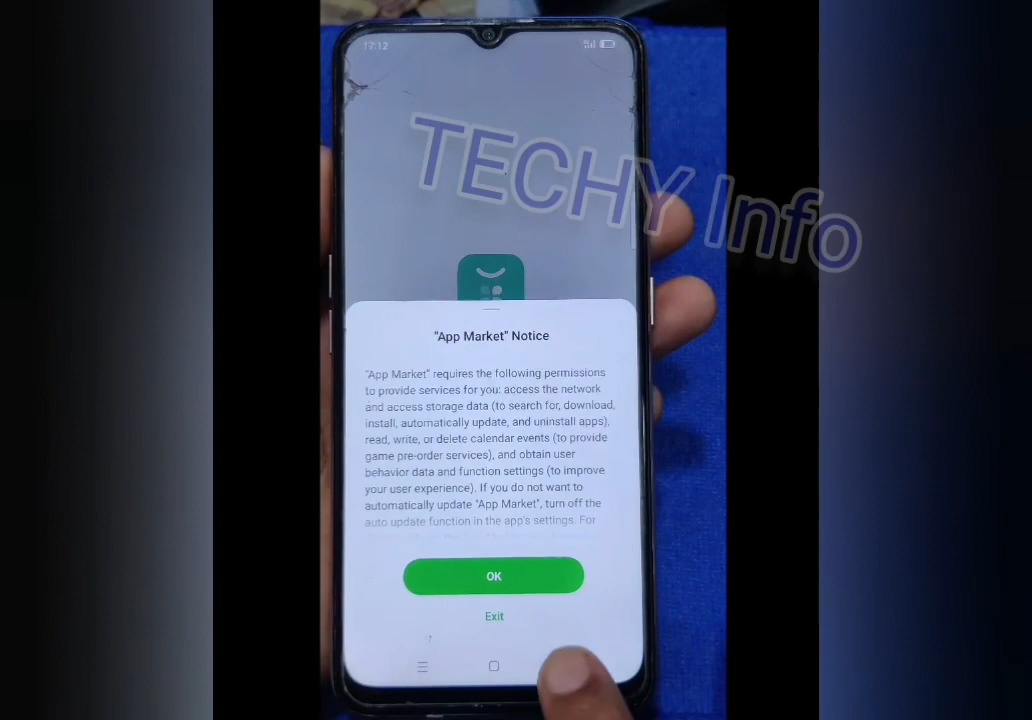 17:12
TECHY Info
"App Market" Notice
"App Market" requires the following permissions
to provide services for you: access the network
and access storage data (to search for, download,
install, automatically update, and uninstall apps),
read, write, or delete calendar events (to provide
game pre-order services), and obtain user
behavior data and function settings (to improve
your user experience). If you do not want to
automatically update "App Market", turn off the
auto update function in the app's settings. For
OK
Exit